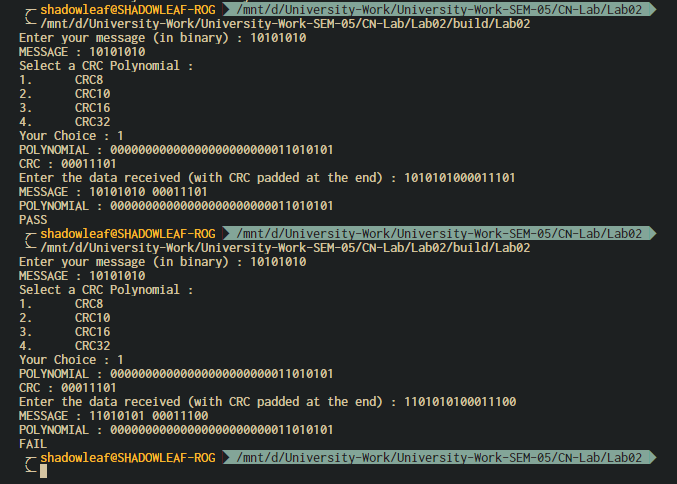 shadowleaf@SHADOWLEAF-ROG /mnt/d/University-Work/University-Work-SEM-05/CN-Lab/Lab02
/mnt/d/University-Work/University-Work-SEM-05/CN-Lab/Lab02/build/Lab02
Enter your message (in binary) : 10101010
MESSAGE : 10101010
Select a CRC Polynomial :
1. CRC8
2. CRC10
3. CRC16
4. CRC32
Your Choice : 1
POLYNOMIAL : 00000000000000000000000011010101
CRC : 00011101
Enter the data received (with CRC padded at the end) : 1010101000011101
MESSAGE : 10101010 00011101
POLYNOMIAL : 00000000000000000000000011010101
PASS
shadowleaf@SHADOWLEAF-ROG /mnt/d/University-Work/University-Work-SEM-05/CN-Lab/Lab02
/mnt/d/University-Work/University-Work-SEM-05/CN-Lab/Lab02/build/Lab02
Enter your message (in binary) : 10101010
MESSAGE : 10101010
Select a CRC Polynomial :
1. CRC8
2. CRC10
3. CRC16
4. CRC32
Your Choice : 1
POLYNOMIAL : 00000000000000000000000011010101
CRC : 00011101
Enter the data received (with CRC padded at the end) : 1101010100011100
MESSAGE : 11010101 00011100
POLYNOMIAL : 00000000000000000000000011010101
FAIL
shadowleaf@SHADOWLEAF-ROG /mnt/d/University-Work/University-Work-SEM-05/CN-Lab/Lab02